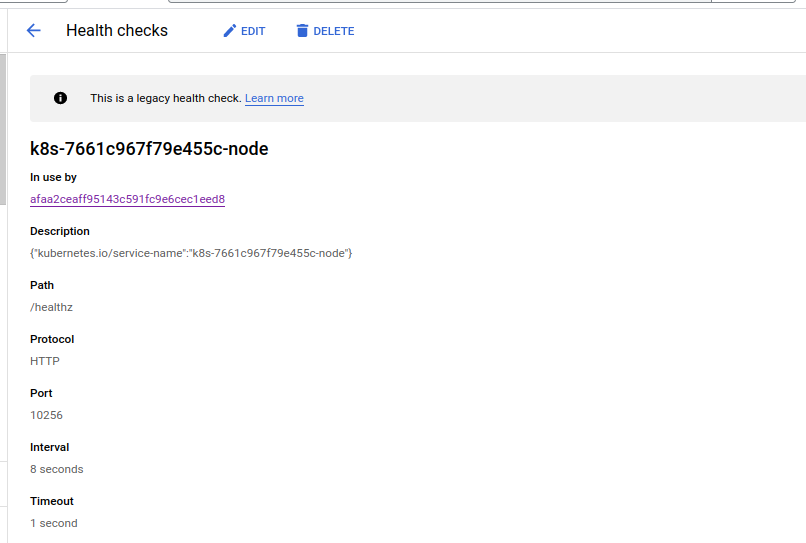 Health checks
EDIT
DELETE
This is a legacy health check. Learn more
k8s-7661c967f79e455c-node
In use by
afaa2ceaff95143c591fc9e6cec1eed8
Description
{"kubernetes.io/service-name":"k8s-7661c967f79e455c-node"}
Path
/healthz
Protocol
HTTP
Port
10256
Interval
8 seconds
Timeout
1 second